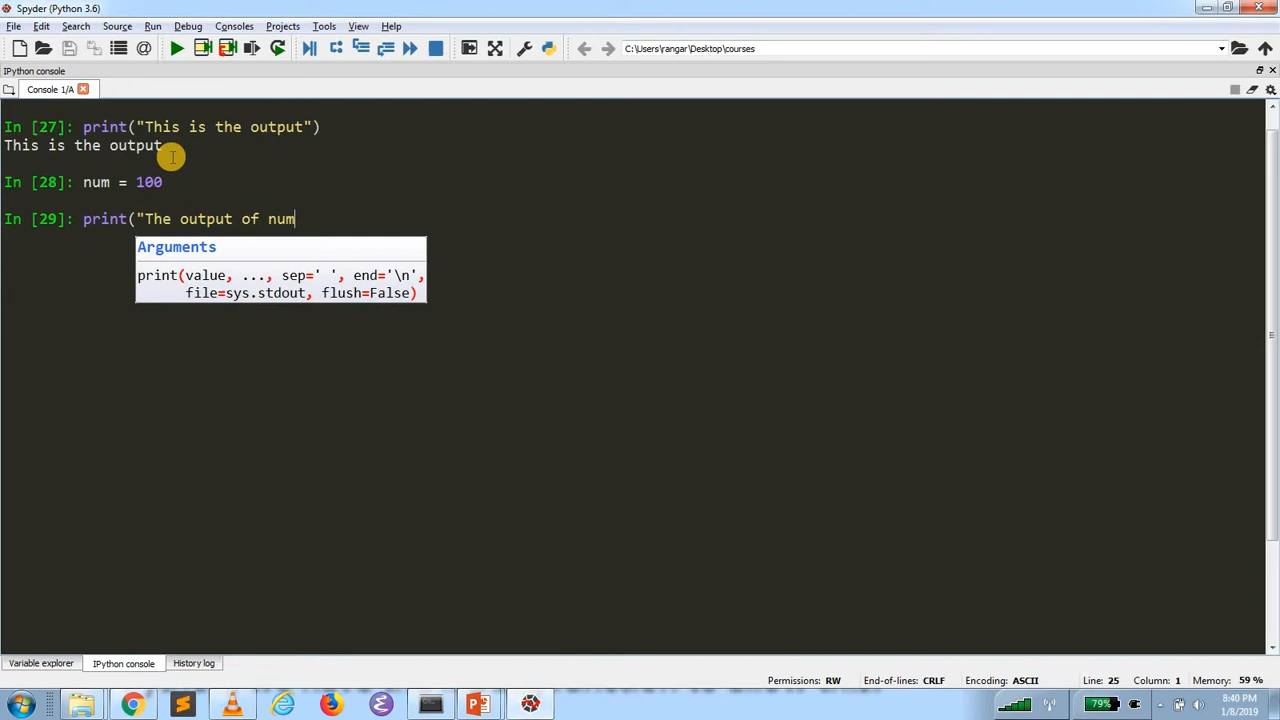 Spyder (Python 3.6)
File Edit Search Source Run Debug Consoles Projects Tools View Help
C:\Users\rangar\Desktop\courses
IPython console
Console 1/A
In [27]: print("This is the output")
This is the output
In [28]: num = 100
In [29]: print("The output of num
Arguments
print(value, ..., sep=' ', end='\n',
file=sys.stdout, flush=False)
Variable explorer IPython console History log
Permissions: RW End-of-lines: CRLF Encoding: ASCII Line: 25 Column: 1 Memory: 59 %
79% 8:40 PM
1/8/2019